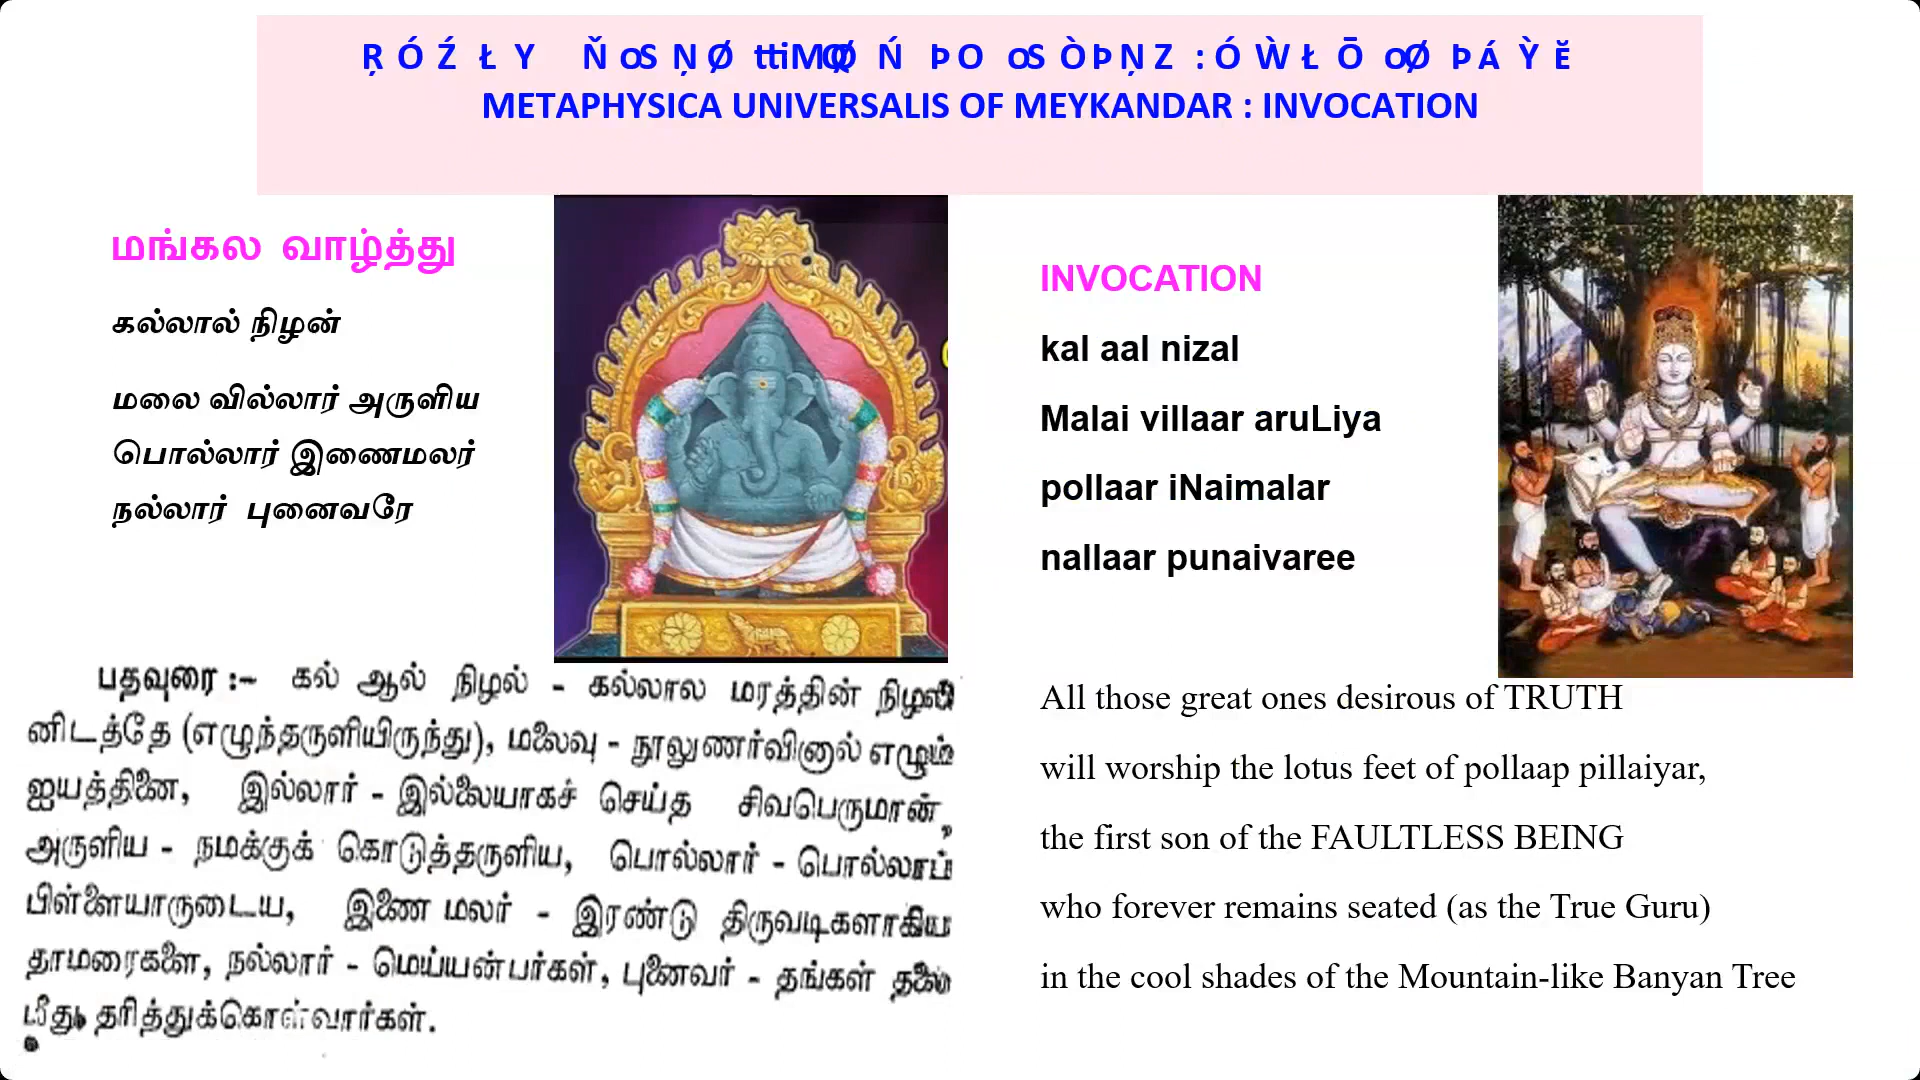 METAPHYSICA UNIVERSALIS OF MEYKANDAR : INVOCATION
மங்கல வாழ்த்து
கல்லால் நிழன்
மலை வில்லார் அருளிய
பொல்லார் இணைமலர்
நல்லார் புனைவரே
பதவுரை :— கல் ஆல் நிழல் - கல்லால மரத்தின் நிழலி
னிடத்தே (எழுந்தருளியிருந்து), மலைவு - நூலுணர்வினால் எழும்
ஐயத்தினை, இல்லார் - இல்லையாகச் செய்த சிவபெருமான்,
அருளிய - நமக்குக் கொடுத்தருளிய, பொல்லார் - பொல்லாப்
பிள்ளையாருடைய, இணை மலர் - இரண்டு திருவடிகளாகிய
தாமரைகளை, நல்லார் - மெய்யன்பர்கள், புனைவர் - தங்கள் தலை
மீது தரித்துக்கொள்வார்கள்.
INVOCATION
kal aal nizal
Malai villaar aruLiya
pollaar iNaimalar
nallaar punaivaree
All those great ones desirous of TRUTH
will worship the lotus feet of pollaap pillaiyar,
the first son of the FAULTLESS BEING
who forever remains seated (as the True Guru)
in the cool shades of the Mountain-like Banyan Tree